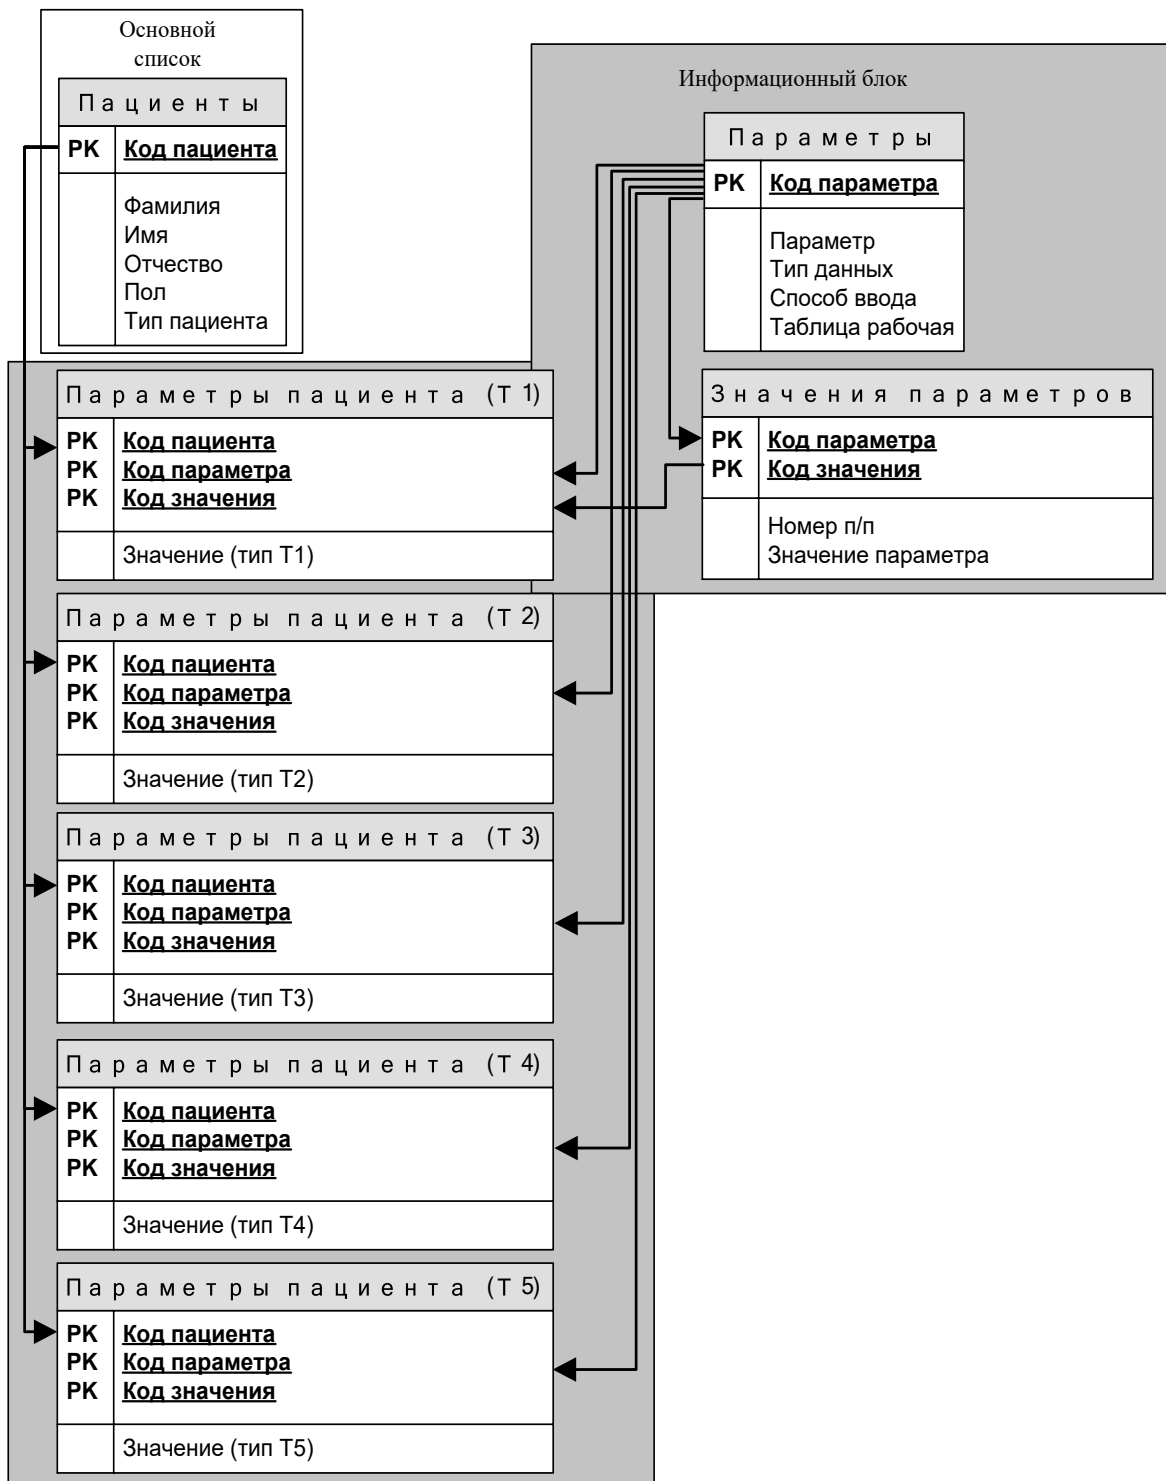 Основной
список
Пациенты
PK Код пациента
Фамилия
Имя
Отчество
Пол
Тип пациента
Информационный блок
Параметры
PK Код параметра
Параметр
Тип данных
Способ ввода
Таблица рабочая
Значения параметров
PK Код параметра
PK Код значения
Номер п/п
Значение параметра
Параметры пациента (Т 1)
PK Код пациента
PK Код параметра
PK Код значения
Значение (тип Т1)
Параметры пациента (Т 2)
PK Код пациента
PK Код параметра
PK Код значения
Значение (тип Т2)
Параметры пациента (Т 3)
PK Код пациента
PK Код параметра
PK Код значения
Значение (тип Т3)
Параметры пациента (Т 4)
PK Код пациента
PK Код параметра
PK Код значения
Значение (тип Т4)
Параметры пациента (Т 5)
PK Код пациента
PK Код параметра
PK Код значения
Значение (тип Т5)